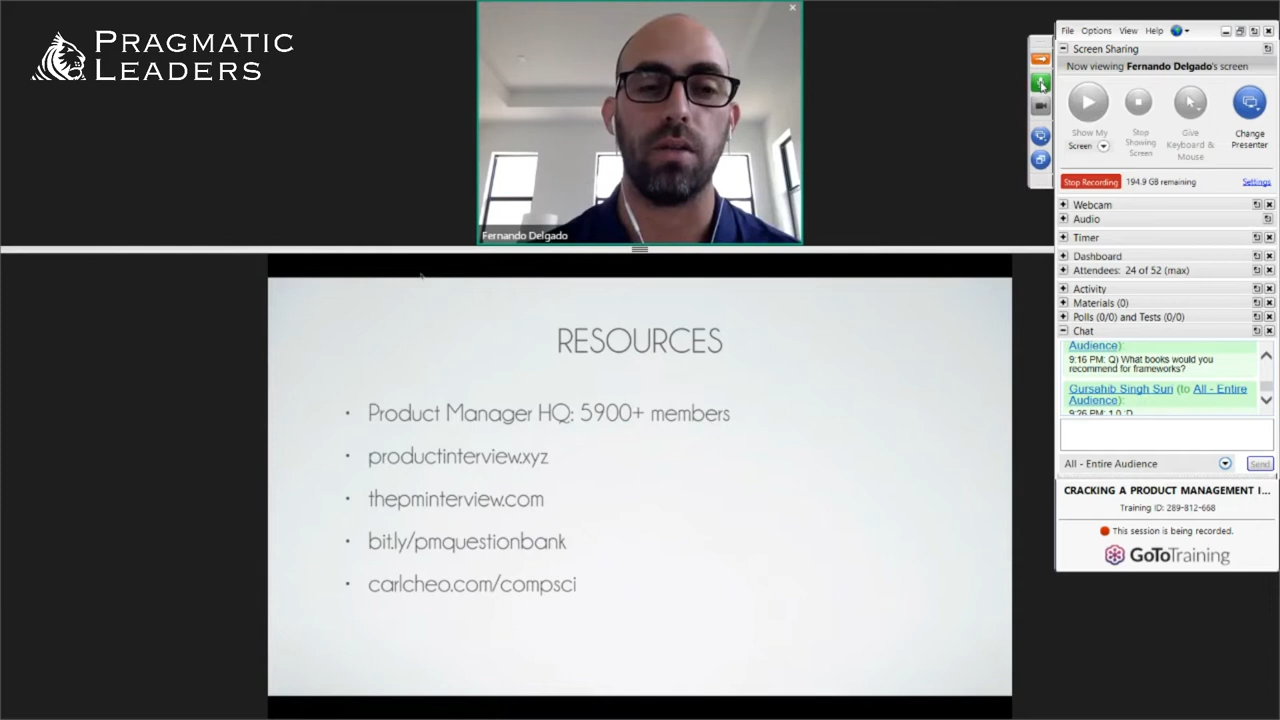 PRAGMATIC
LEADERS
Fernando Delgado
RESOURCES
• Product Manager HQ: 5900+ members
• productinterview.xyz
• thepminterview.com
• bit.ly/pmquestionbank
• carlcheo.com/compsci
File Options View Help
Screen Sharing
Now viewing Fernando Delgado's screen
Show My
Screen
Stop
Showing
Screen
Give
Keyboard &
Mouse
Change
Presenter
Stop Recording 194.9 GB remaining Settings
Webcam
Audio
Timer
Dashboard
Attendees: 24 of 52 (max)
Activity
Materials (0)
Polls (0/0) and Tests (0/0)
Chat
Audience):
9:16 PM: Q) What books would you
recommend for frameworks?
Gursahib Singh Suri (to All - Entire
Audience):
9:26 PM: 1.0 :D
All - Entire Audience Send
CRACKING A PRODUCT MANAGEMENT I...
Training ID: 289-812-668
This session is being recorded.
GoToTraining